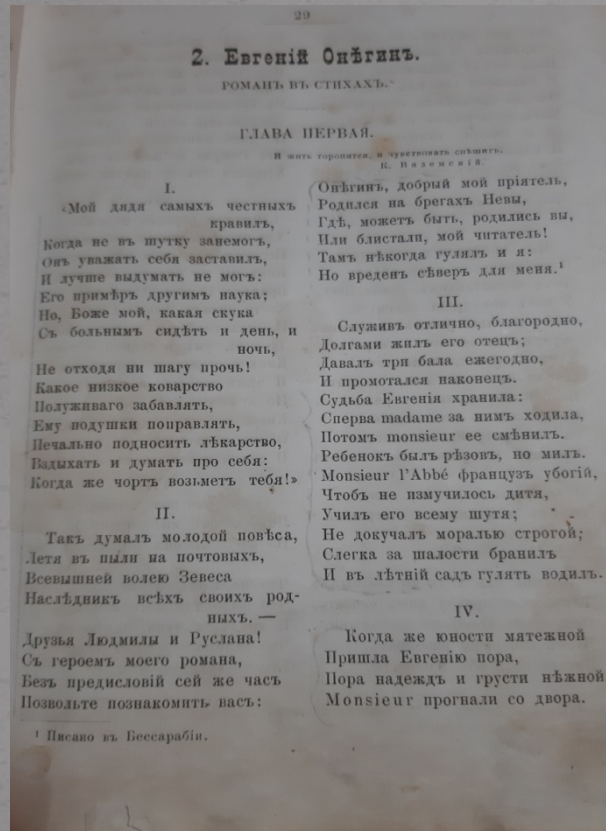 29
2. Евгеній Онѣгинъ.
РОМАНЪ ВЪ СТИХАХЪ.
ГЛАВА ПЕРВАЯ.
И жить торопится, и чувствовать спѣшитъ.
К. Вяземскій.
I.
«Мой дядя самыхъ честныхъ
правилъ,
Когда не въ шутку занемогъ,
Онъ уважать себя заставилъ,
И лучше выдумать не могъ:
Его примѣръ другимъ наука;
Но, Боже мой, какая скука
Съ больнымъ сидѣть и день, и
ночь,
Не отходя ни шагу прочь!
Какое низкое коварство
Полуживаго забавлять,
Ему подушки поправлять,
Печально подносить лѣкарство,
Вздыхать и думать про себя:
Когда же чортъ возьметъ тебя!»
II.
Такъ думалъ молодой повѣса,
Летя въ пыли на почтовыхъ,
Всевышней волею Зевеса
Наслѣдникъ всѣхъ своихъ род-
ныхъ. —
Друзья Людмилы и Руслана!
Съ героемъ моего романа,
Безъ предисловій сей же часъ
Позвольте познакомить васъ:
Онѣгинъ, добрый мой пріятель,
Родился на брегахъ Невы,
Гдѣ, можетъ быть, родились вы,
Или блистали, мой читатель!
Тамъ нѣкогда гулялъ и я:
Но вреденъ сѣверъ для меня.¹
III.
Служивъ отлично, благородно,
Долгами жилъ его отецъ;
Давалъ три бала ежегодно,
И промотался наконецъ.
Судьба Евгенія хранила:
Сперва madame за нимъ ходила,
Потомъ monsieur ее смѣнилъ.
Ребенокъ былъ рѣзовъ, но милъ.
Monsieur l'Abbé французъ убогій,
Чтобъ не измучилось дитя,
Училъ его всему шутя;
Не докучалъ моралью строгой;
Слегка за шалости бранилъ
И въ лѣтній садъ гулять водилъ.
IV.
Когда же юности мятежной
Пришла Евгенію пора,
Пора надеждъ и грусти нѣжной
Monsieur прогнали со двора.
¹ Писано въ Бессарабіи.